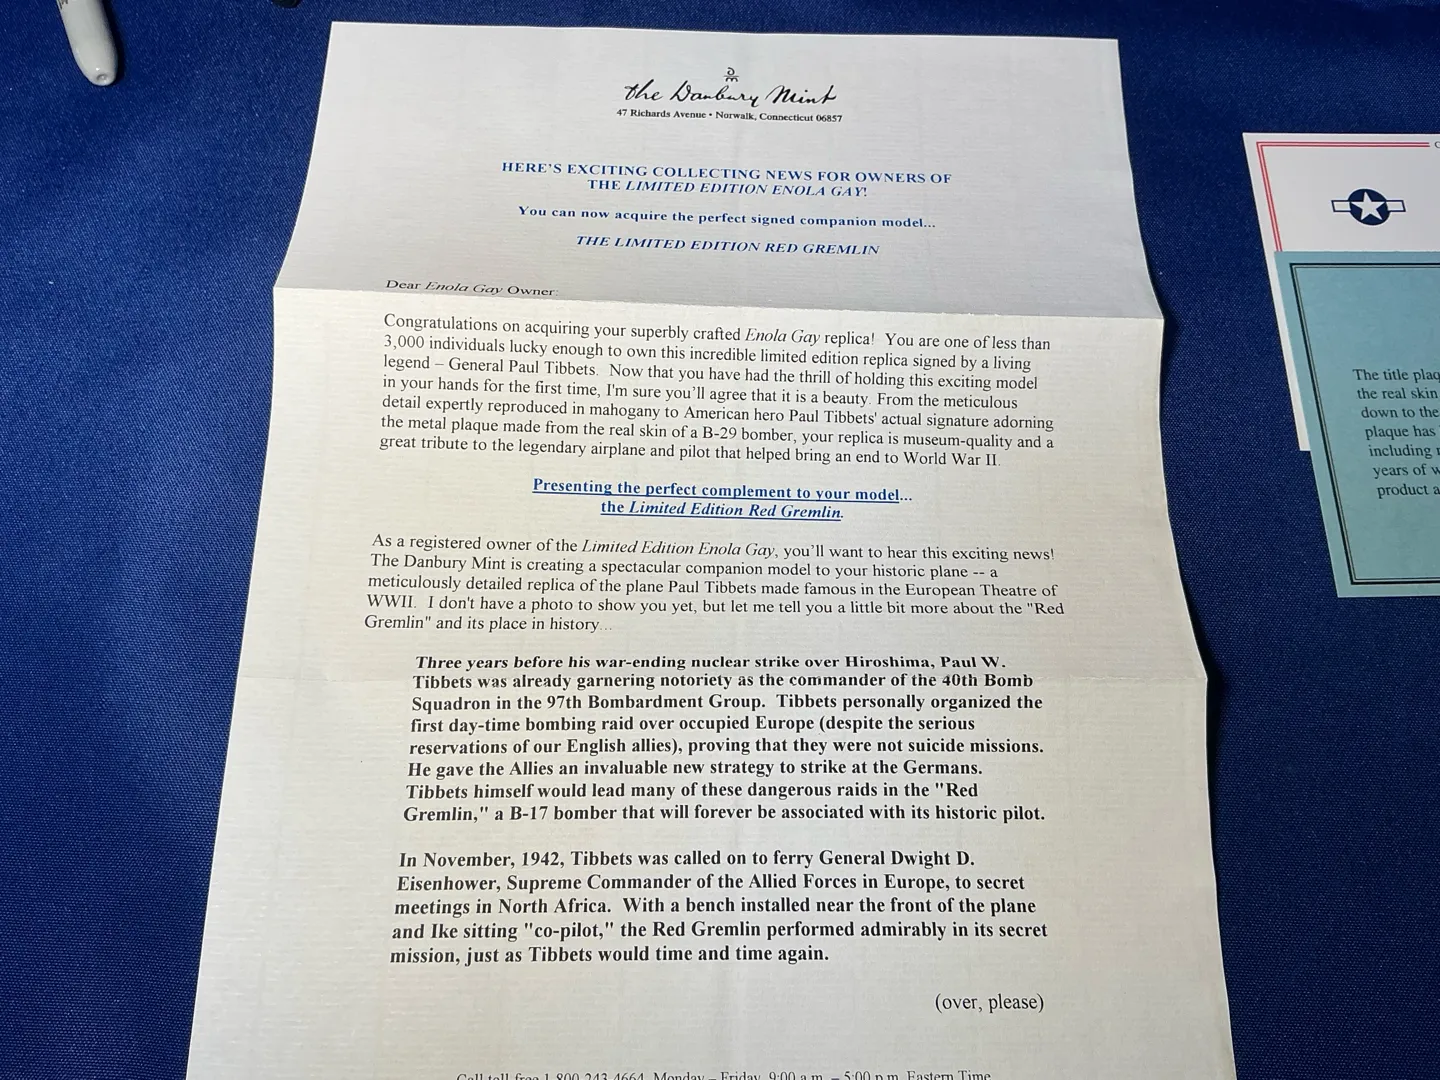 the Danbury Mint
47 Richards Avenue • Norwalk, Connecticut 06857
HERE'S EXCITING COLLECTING NEWS FOR OWNERS OF
THE LIMITED EDITION ENOLA GAY!
You can now acquire the perfect signed companion model...
THE LIMITED EDITION RED GREMLIN
Dear Enola Gay Owner:
Congratulations on acquiring your superbly crafted Enola Gay replica! You are one of less than
3,000 individuals lucky enough to own this incredible limited edition replica signed by a living
legend – General Paul Tibbets. Now that you have had the thrill of holding this exciting model
in your hands for the first time, I'm sure you'll agree that it is a beauty. From the meticulous
detail expertly reproduced in mahogany to American hero Paul Tibbets' actual signature adorning
the metal plaque made from the real skin of a B-29 bomber, your replica is museum-quality and a
great tribute to the legendary airplane and pilot that helped bring an end to World War II.
Presenting the perfect complement to your model...
the Limited Edition Red Gremlin.
As a registered owner of the Limited Edition Enola Gay, you'll want to hear this exciting news!
The Danbury Mint is creating a spectacular companion model to your historic plane -- a
meticulously detailed replica of the plane Paul Tibbets made famous in the European Theatre of
WWII. I don't have a photo to show you yet, but let me tell you a little bit more about the "Red
Gremlin" and its place in history...
Three years before his war-ending nuclear strike over Hiroshima, Paul W.
Tibbets was already garnering notoriety as the commander of the 40th Bomb
Squadron in the 97th Bombardment Group. Tibbets personally organized the
first day-time bombing raid over occupied Europe (despite the serious
reservations of our English allies), proving that they were not suicide missions.
He gave the Allies an invaluable new strategy to strike at the Germans.
Tibbets himself would lead many of these dangerous raids in the "Red
Gremlin," a B-17 bomber that will forever be associated with its historic pilot.
In November, 1942, Tibbets was called on to ferry General Dwight D.
Eisenhower, Supreme Commander of the Allied Forces in Europe, to secret
meetings in North Africa. With a bench installed near the front of the plane
and Ike sitting "co-pilot," the Red Gremlin performed admirably in its secret
mission, just as Tibbets would time and time again.
(over, please)
Call toll free 1-800-243-4664, Monday – Friday, 9:00 a.m. – 5:00 p.m. Eastern Time
The title plaq
the real skin
down to the
plaque has
including
years of w
product a